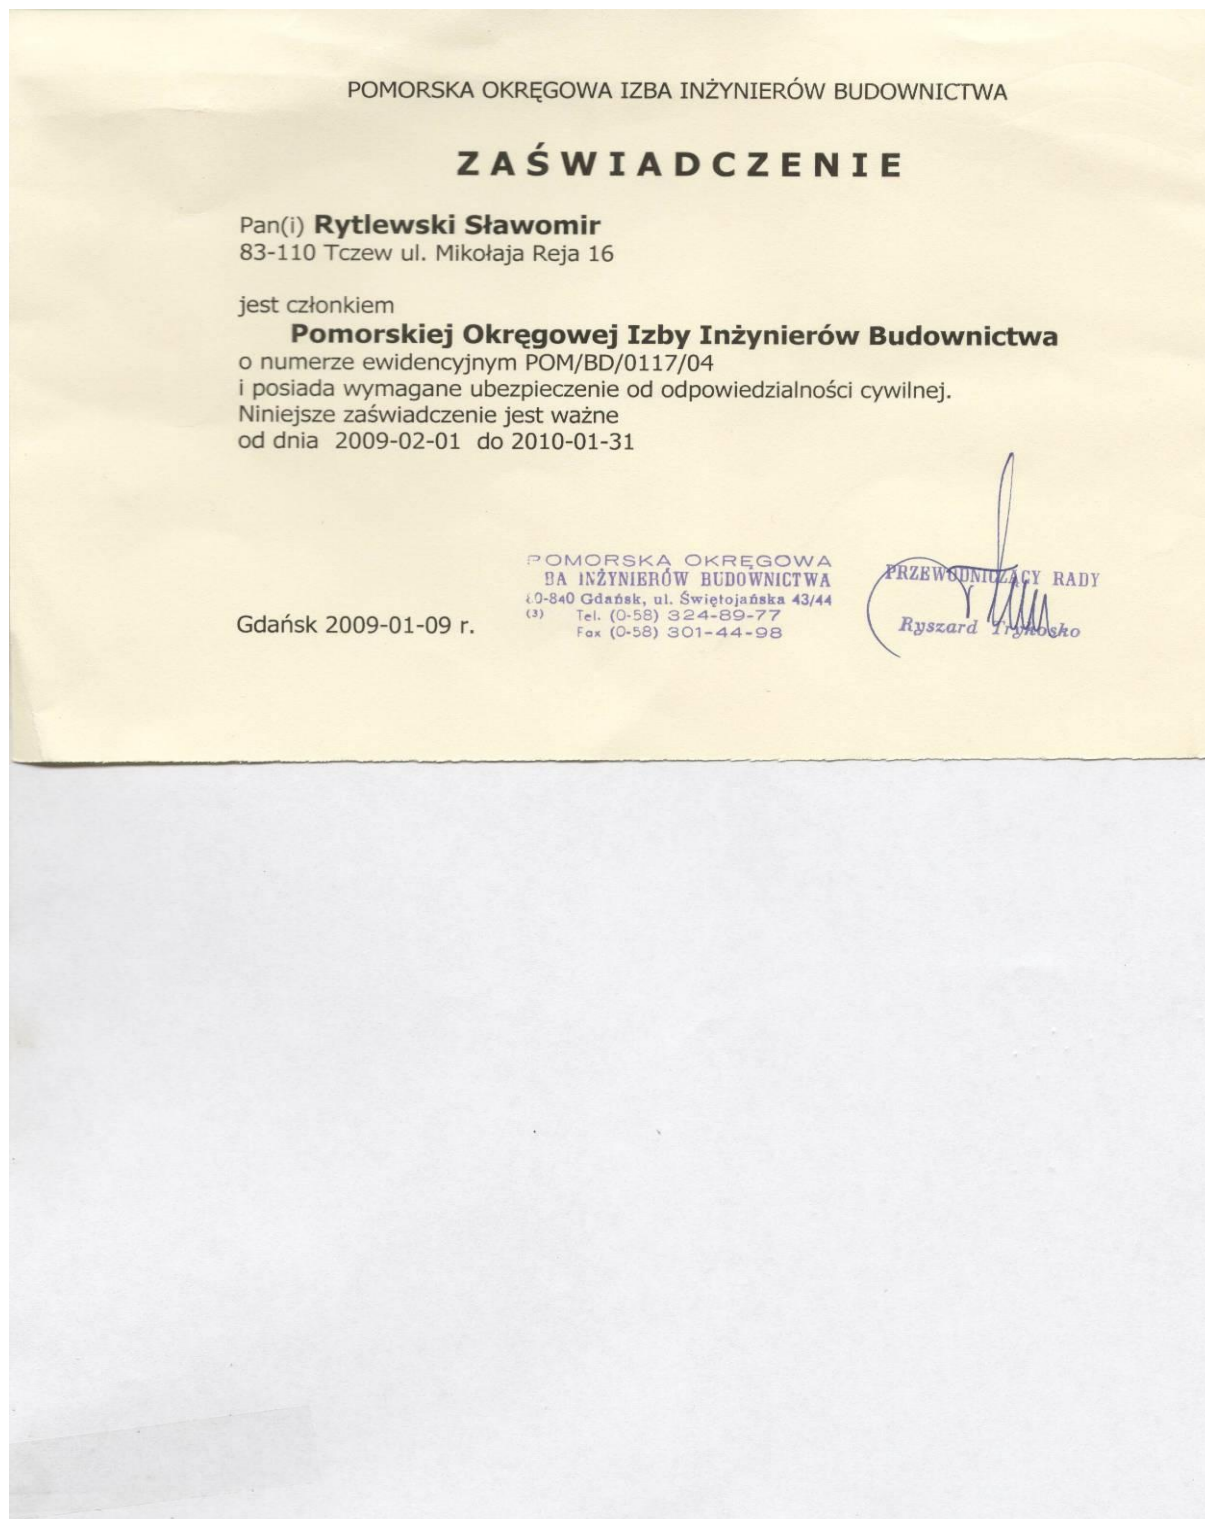 POMORSKA OKRĘGOWA IZBA INŻYNIERÓW BUDOWNICTWA
ZAŚWIADCZENIE
Pan(i) Rytlewski Sławomir
83-110 Tczew ul. Mikołaja Reja 16
jest członkiem
Pomorskiej Okręgowej Izby Inżynierów Budownictwa
o numerze ewidencyjnym POM/BD/0117/04
i posiada wymagane ubezpieczenie od odpowiedzialności cywilnej.
Niniejsze zaświadczenie jest ważne
od dnia 2009-02-01 do 2010-01-31
POMORSKA OKRĘGOWA
BA INŻYNIERÓW BUDOWNICTWA
0-840 Gdańsk, ul. Świętojańska 43/44
(3) Tel. (0-58) 324-89-77
Fax (0-58) 301-44-98
PRZEWODNICZĄCY RADY
Ryszard Trykosko
Gdańsk 2009-01-09 r.